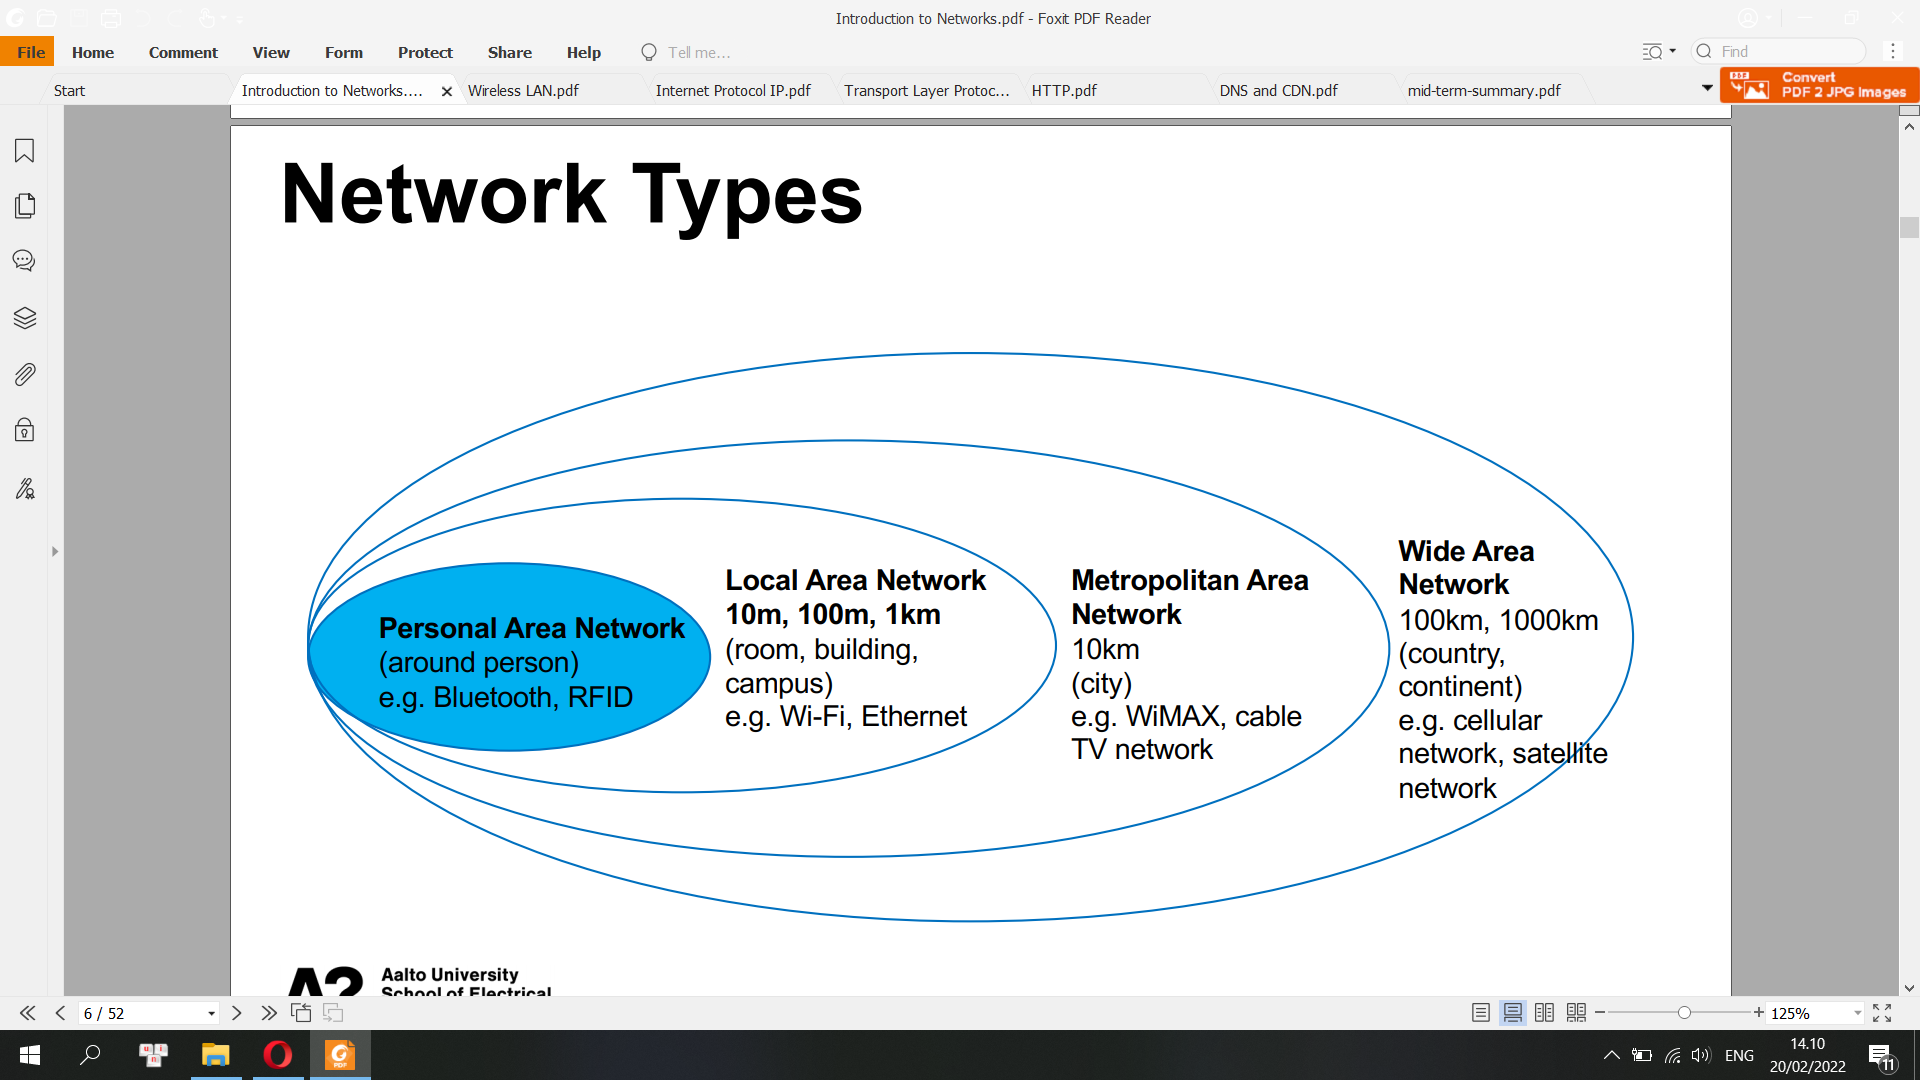 Introduction to Networks.pdf - Foxit PDF Reader
File Home Comment View Form Protect Share Help Tell me... Find
Start Introduction to Networks.... Wireless LAN.pdf Internet Protocol IP.pdf Transport Layer Protoc... HTTP.pdf DNS and CDN.pdf mid-term-summary.pdf
Convert
PDF 2 JPG Images
Network Types
Personal Area Network
(around person)
e.g. Bluetooth, RFID
Local Area Network
10m, 100m, 1km
(room, building,
campus)
e.g. Wi-Fi, Ethernet
Metropolitan Area
Network
10km
(city)
e.g. WiMAX, cable
TV network
Wide Area
Network
100km, 1000km
(country,
continent)
e.g. cellular
network, satellite
network
Aalto University
School of Electrical
6 / 52
125%
ENG
14.10
20/02/2022
11